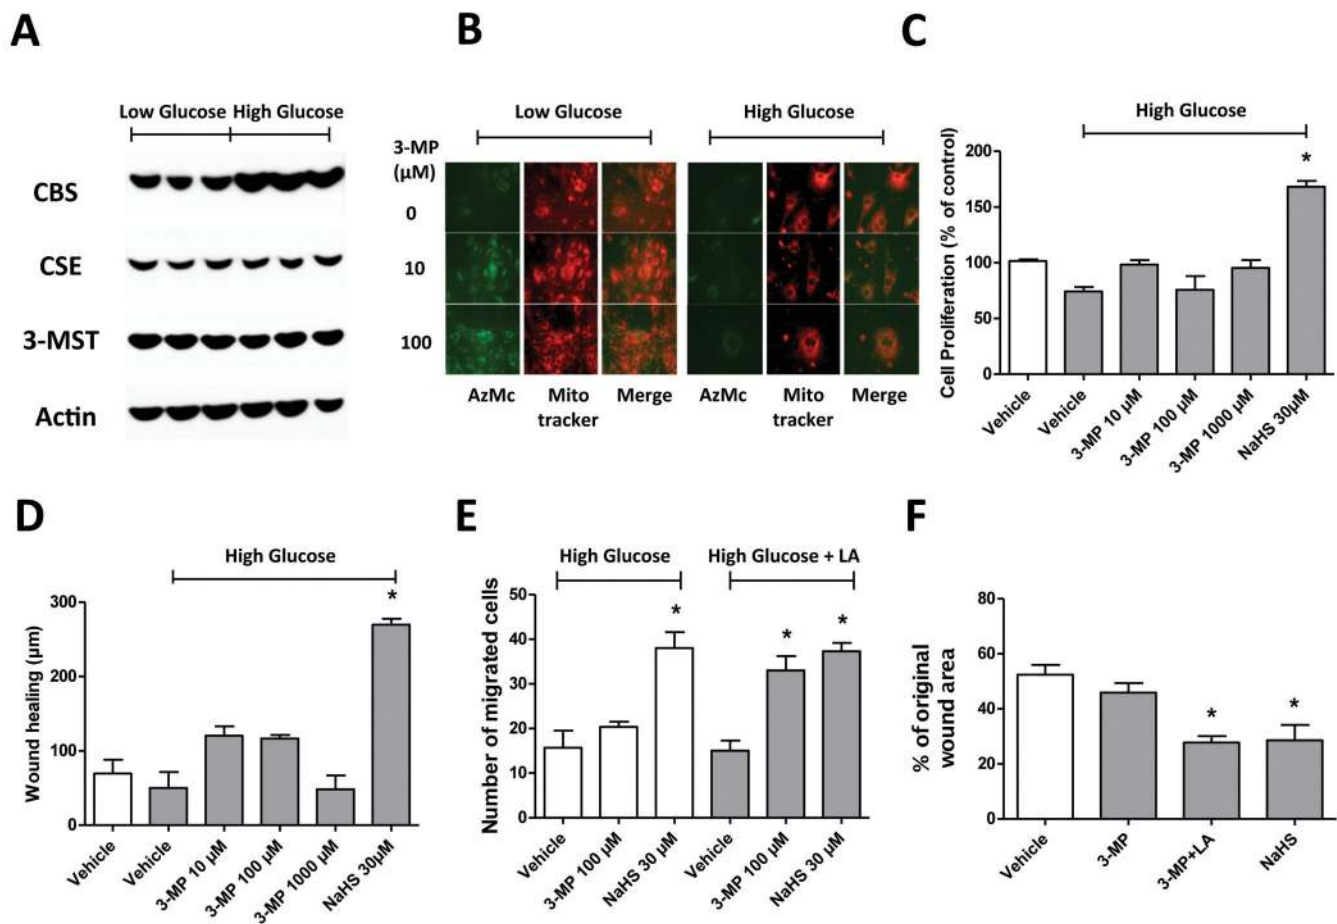 A
Low Glucose High Glucose
CBS
CSE
3-MST
Actin
B
Low Glucose High Glucose
3-MP
(μM)
0
10
100
AzMc Mito tracker Merge AzMc Mito tracker Merge
C
High Glucose
Cell Proliferation (% of control)
200
150
100
50
0
*
Vehicle
Vehicle
3-MP 10 μM
3-MP 100 μM
3-MP 1000 μM
NaHS 30μM
D
High Glucose
Wound healing (μm)
300
200
100
0
*
Vehicle
Vehicle
3-MP 10 μM
3-MP 100 μM
3-MP 1000 μM
NaHS 30μM
E
High Glucose High Glucose + LA
Number of migrated cells
50
40
30
20
10
0
* * *
Vehicle
3-MP 100 μM
NaHS 30 μM
Vehicle
3-MP 100 μM
NaHS 30 μM
F
% of original
wound area
80
60
40
20
0
* *
Vehicle
3-MP
3-MP+LA
NaHS